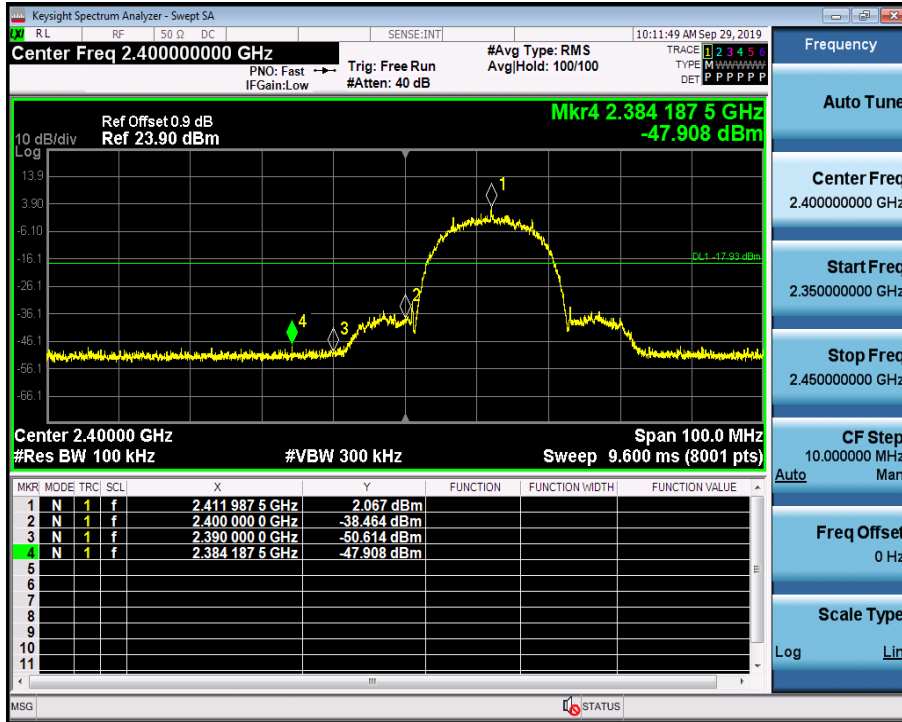 Keysight Spectrum Analyzer - Swept SA
LXI RL RF 50 Ω DC SENSE:INT 10:11:49 AM Sep 29, 2019
Center Freq 2.400000000 GHz
PNO: Fast
IFGain:Low
Trig: Free Run
#Atten: 40 dB
#Avg Type: RMS
Avg|Hold: 100/100
TRACE 1 2 3 4 5 6
TYPE M WWWWW
DET P P P P P P
Mkr4 2.384 187 5 GHz
-47.908 dBm
Ref Offset 0.9 dB
10 dB/div Ref 23.90 dBm
Log
13.9
3.90
-6.10
-16.1
-26.1
-36.1
-46.1
-56.1
-66.1
1
2
3
4
DL1 -17.93 dBm
Center 2.40000 GHz Span 100.0 MHz
#Res BW 100 kHz #VBW 300 kHz Sweep 9.600 ms (8001 pts)
MKR MODE TRC SCL X Y FUNCTION FUNCTION WIDTH FUNCTION VALUE
1 N 1 f 2.411 987 5 GHz 2.067 dBm
2 N 1 f 2.400 000 0 GHz -38.464 dBm
3 N 1 f 2.390 000 0 GHz -50.614 dBm
4 N 1 f 2.384 187 5 GHz -47.908 dBm
5
6
7
8
9
10
11
MSG STATUS
Frequency
Auto Tune
Center Freq
2.400000000 GHz
Start Freq
2.350000000 GHz
Stop Freq
2.450000000 GHz
CF Step
10.000000 MHz
Auto Man
Freq Offset
0 Hz
Scale Type
Log Lin